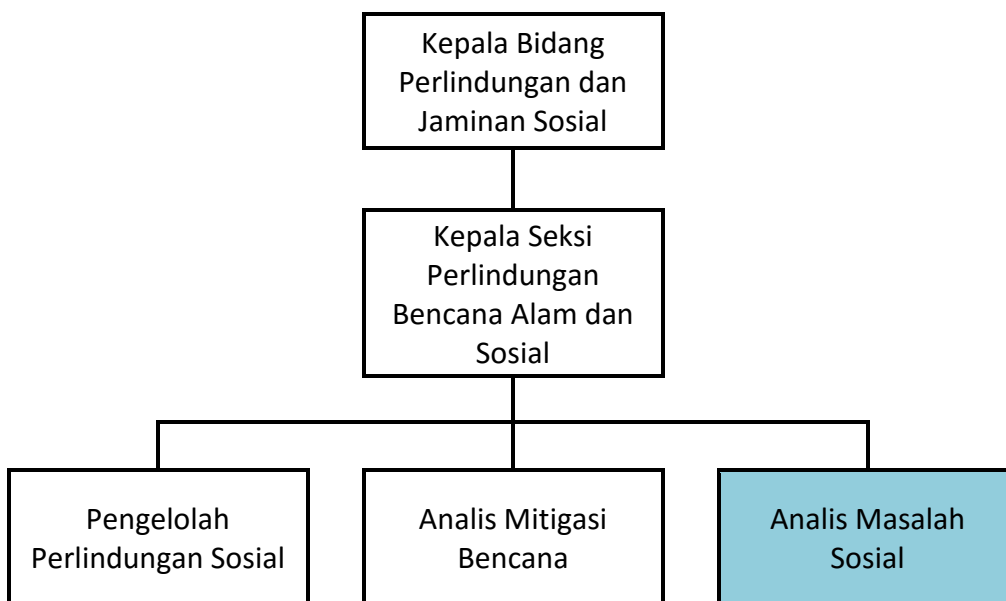 Kepala Bidang
Perlindungan dan
Jaminan Sosial
Kepala Seksi
Perlindungan
Bencana Alam dan
Sosial
Pengelolah
Perlindungan Sosial
Analis Mitigasi
Bencana
Analis Masalah
Sosial